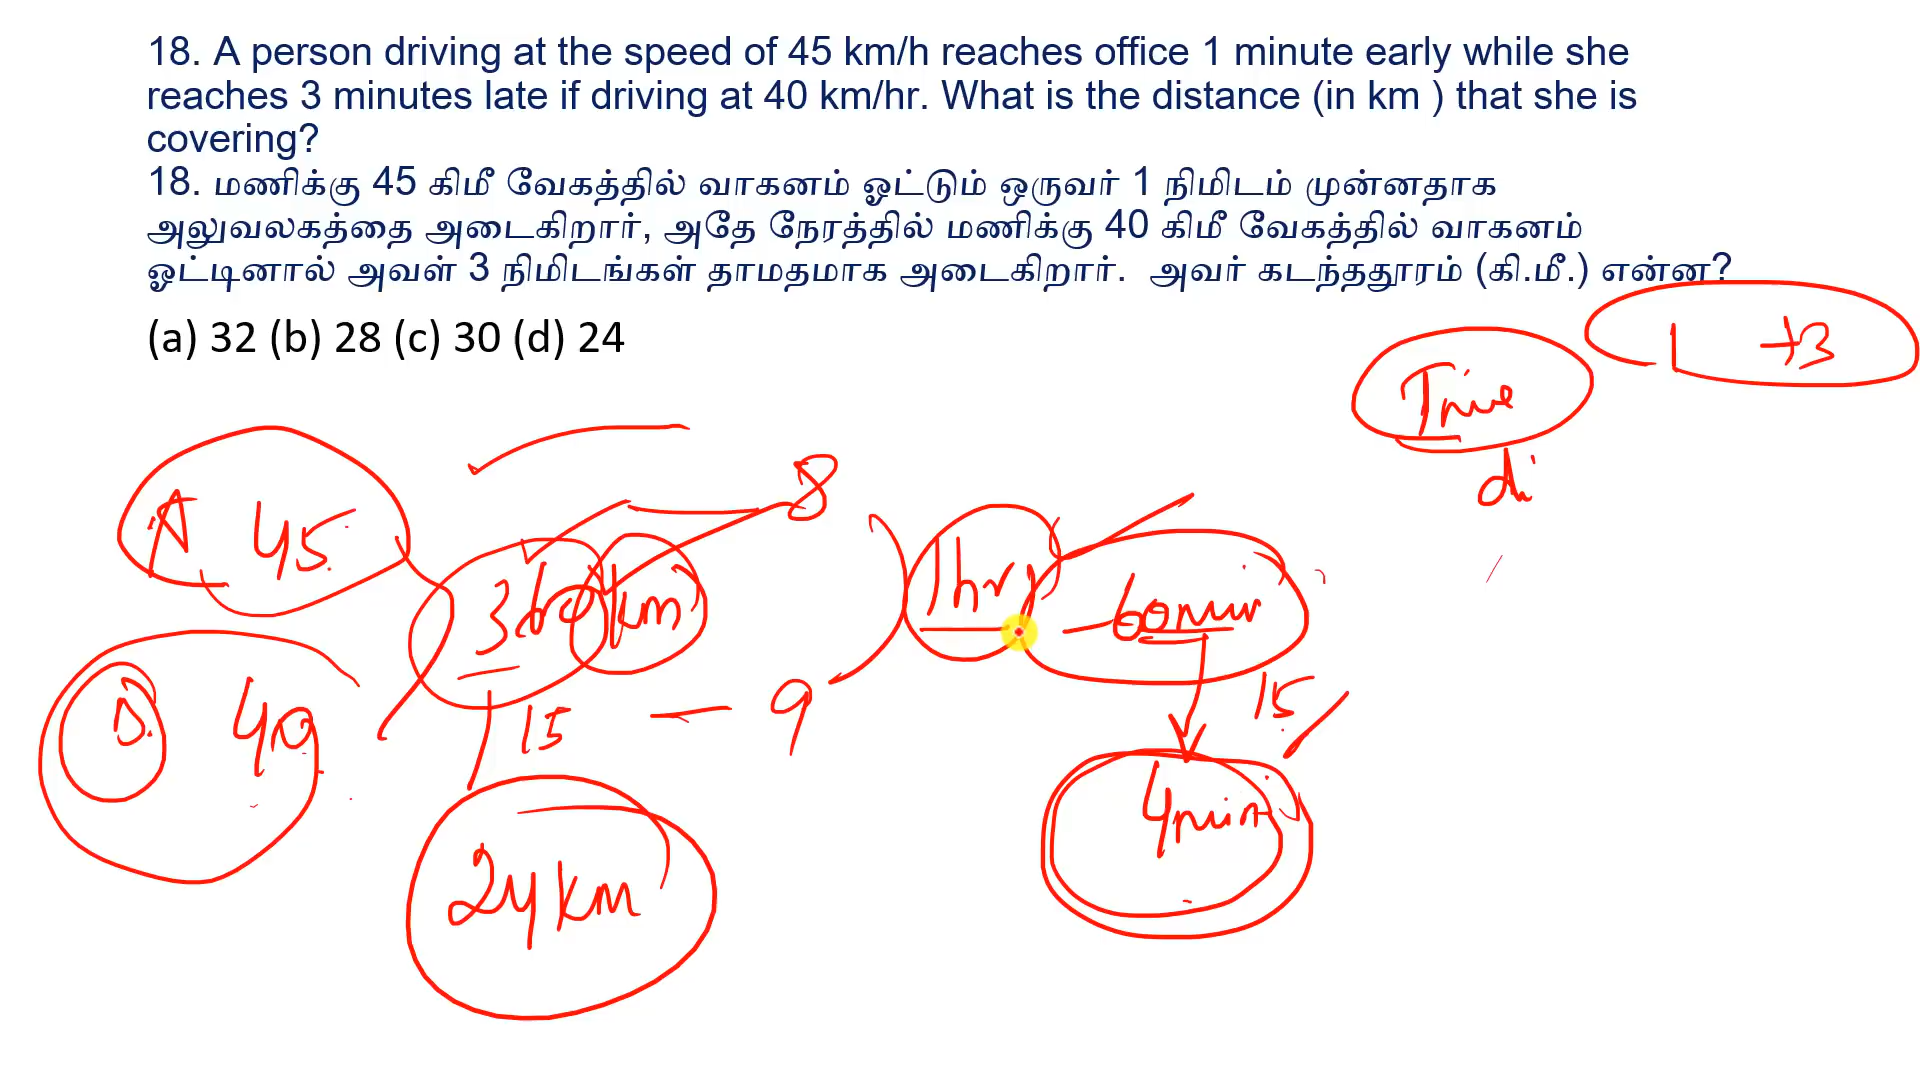 18. A person driving at the speed of 45 km/h reaches office 1 minute early while she
reaches 3 minutes late if driving at 40 km/hr. What is the distance (in km ) that she is
covering?
18. மணிக்கு 45 கிமீ வேகத்தில் வாகனம் ஓட்டும் ஒருவர் 1 நிமிடம் முன்னதாக
அலுவலகத்தை அடைகிறார், அதே நேரத்தில் மணிக்கு 40 கிமீ வேகத்தில் வாகனம்
ஓட்டினால் அவள் 3 நிமிடங்கள் தாமதமாக அடைகிறார். அவர் கடந்ததூரம் (கி.மீ.) என்ன?
(a) 32 (b) 28 (c) 30 (d) 24
1 +3
Time
di
8
A 45
360 km
1hr
60min
40
15
9
15
4min
24km